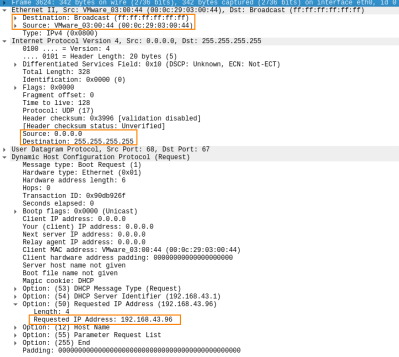 Frame 3624: 342 bytes on wire (2736 bits), 342 bytes captured (2736 bits) on interface eth0, id 0
Ethernet II, Src: VMware_03:00:44 (00:0c:29:03:00:44), Dst: Broadcast (ff:ff:ff:ff:ff:ff)
Destination: Broadcast (ff:ff:ff:ff:ff:ff)
Source: VMware_03:00:44 (00:0c:29:03:00:44)
Type: IPv4 (0x0800)
Internet Protocol Version 4, Src: 0.0.0.0, Dst: 255.255.255.255
0100 .... = Version: 4
.... 0101 = Header Length: 20 bytes (5)
Differentiated Services Field: 0x10 (DSCP: Unknown, ECN: Not-ECT)
Total Length: 328
Identification: 0x0000 (0)
Flags: 0x0000
Fragment offset: 0
Time to live: 128
Protocol: UDP (17)
Header checksum: 0x3996 [validation disabled]
[Header checksum status: Unverified]
Source: 0.0.0.0
Destination: 255.255.255.255
User Datagram Protocol, Src Port: 68, Dst Port: 67
Dynamic Host Configuration Protocol (Request)
Message type: Boot Request (1)
Hardware type: Ethernet (0x01)
Hardware address length: 6
Hops: 0
Transaction ID: 0x90db926f
Seconds elapsed: 0
Bootp flags: 0x0000 (Unicast)
Client IP address: 0.0.0.0
Your (client) IP address: 0.0.0.0
Next server IP address: 0.0.0.0
Relay agent IP address: 0.0.0.0
Client MAC address: VMware_03:00:44 (00:0c:29:03:00:44)
Client hardware address padding: 00000000000000000000
Server host name not given
Boot file name not given
Magic cookie: DHCP
Option: (53) DHCP Message Type (Request)
Option: (54) DHCP Server Identifier (192.168.43.1)
Option: (50) Requested IP Address (192.168.43.96)
Length: 4
Requested IP Address: 192.168.43.96
Option: (12) Host Name
Option: (55) Parameter Request List
Option: (255) End
Padding: 000000000000000000000000000000000000000000000000